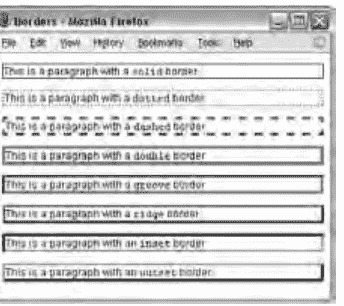 Borders - Mozilla Firefox
File Edit View History Bookmarks Tools Help
This is a paragraph with a solid border.
This is a paragraph with a dotted border.
This is a paragraph with a dashed border.
This is a paragraph with a double border.
This is a paragraph with a groove border.
This is a paragraph with a ridge border.
This is a paragraph with an inset border.
This is a paragraph with an outset border.